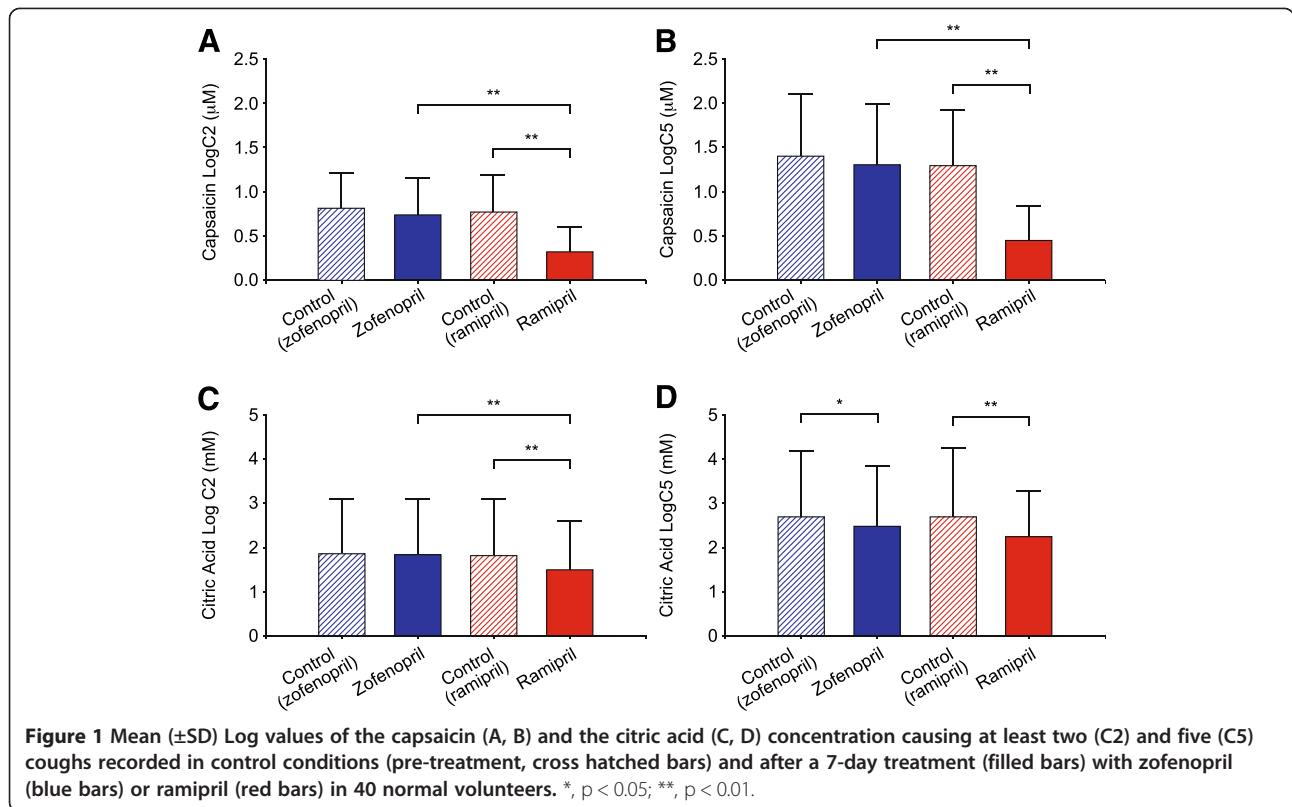 A
2.5
2.0
1.5
1.0
0.5
0.0
Capsaicin LogC2 (μM)
**
**
Control
(zofenopril)
Zofenopril
Control
(ramipril)
Ramipril
B
2.5
2.0
1.5
1.0
0.5
0.0
Capsaicin LogC5 (μM)
**
**
Control
(zofenopril)
Zofenopril
Control
(ramipril)
Ramipril
C
5
4
3
2
1
0
Citric Acid Log C2 (mM)
**
**
Control
(zofenopril)
Zofenopril
Control
(ramipril)
Ramipril
D
5
4
3
2
1
0
Citric Acid LogC5 (mM)
*
**
Control
(zofenopril)
Zofenopril
Control
(ramipril)
Ramipril
Figure 1 Mean (±SD) Log values of the capsaicin (A, B) and the citric acid (C, D) concentration causing at least two (C2) and five (C5)
coughs recorded in control conditions (pre-treatment, cross hatched bars) and after a 7-day treatment (filled bars) with zofenopril
(blue bars) or ramipril (red bars) in 40 normal volunteers. *, p < 0.05; **, p < 0.01.